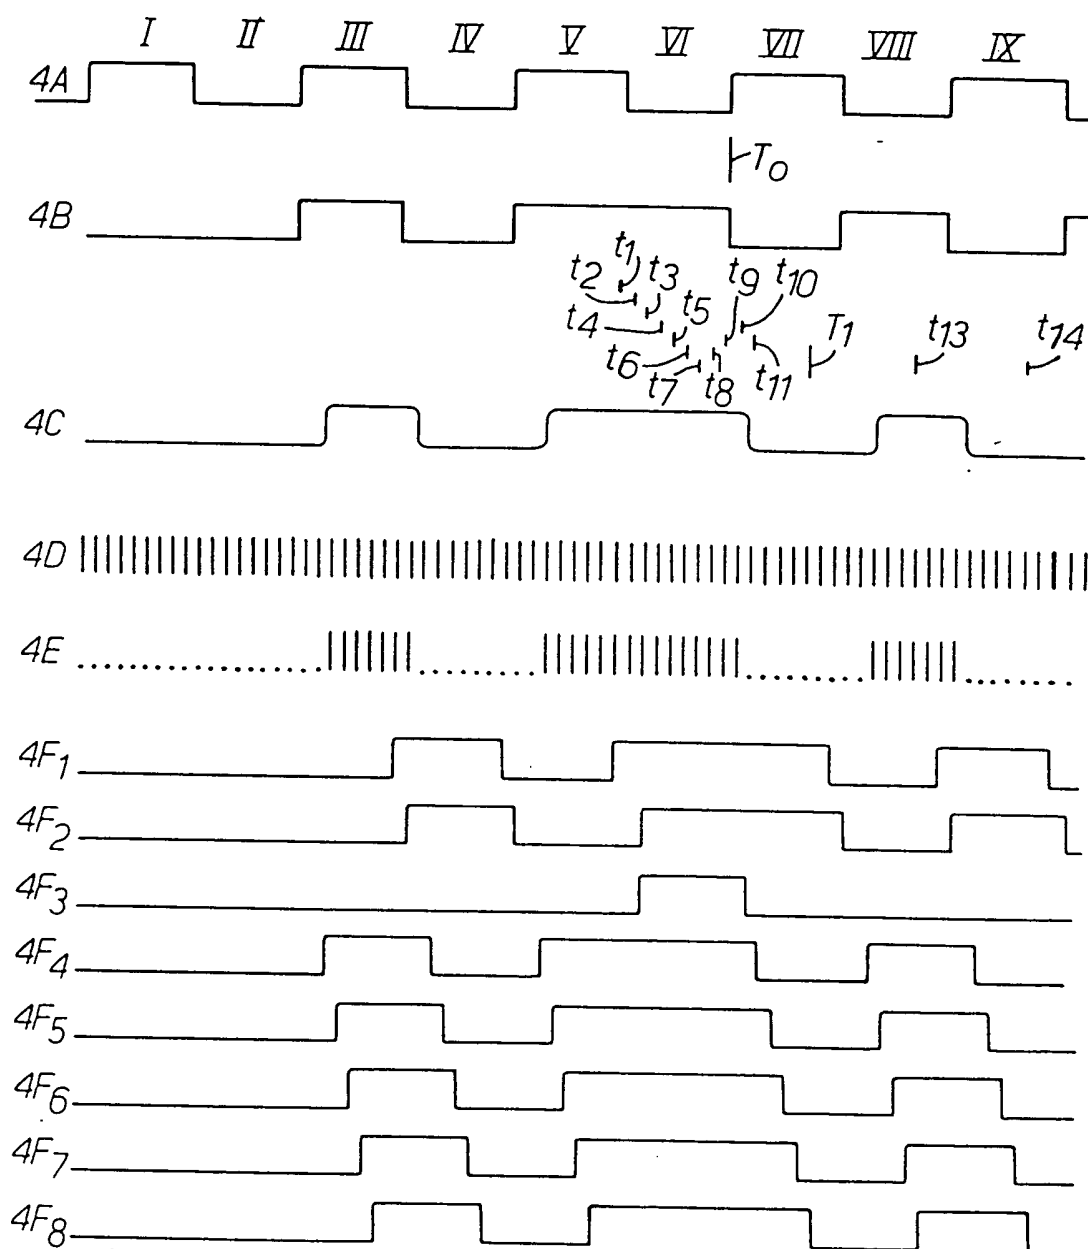 I II III IV V VI VII VIII IX
4A
T0
4B
t1
t2 t3 t9 t10
t4 t5 T1 t13 t14
t6
t7 t8 t11
4C
4D
4E
4F1
4F2
4F3
4F4
4F5
4F6
4F7
4F8